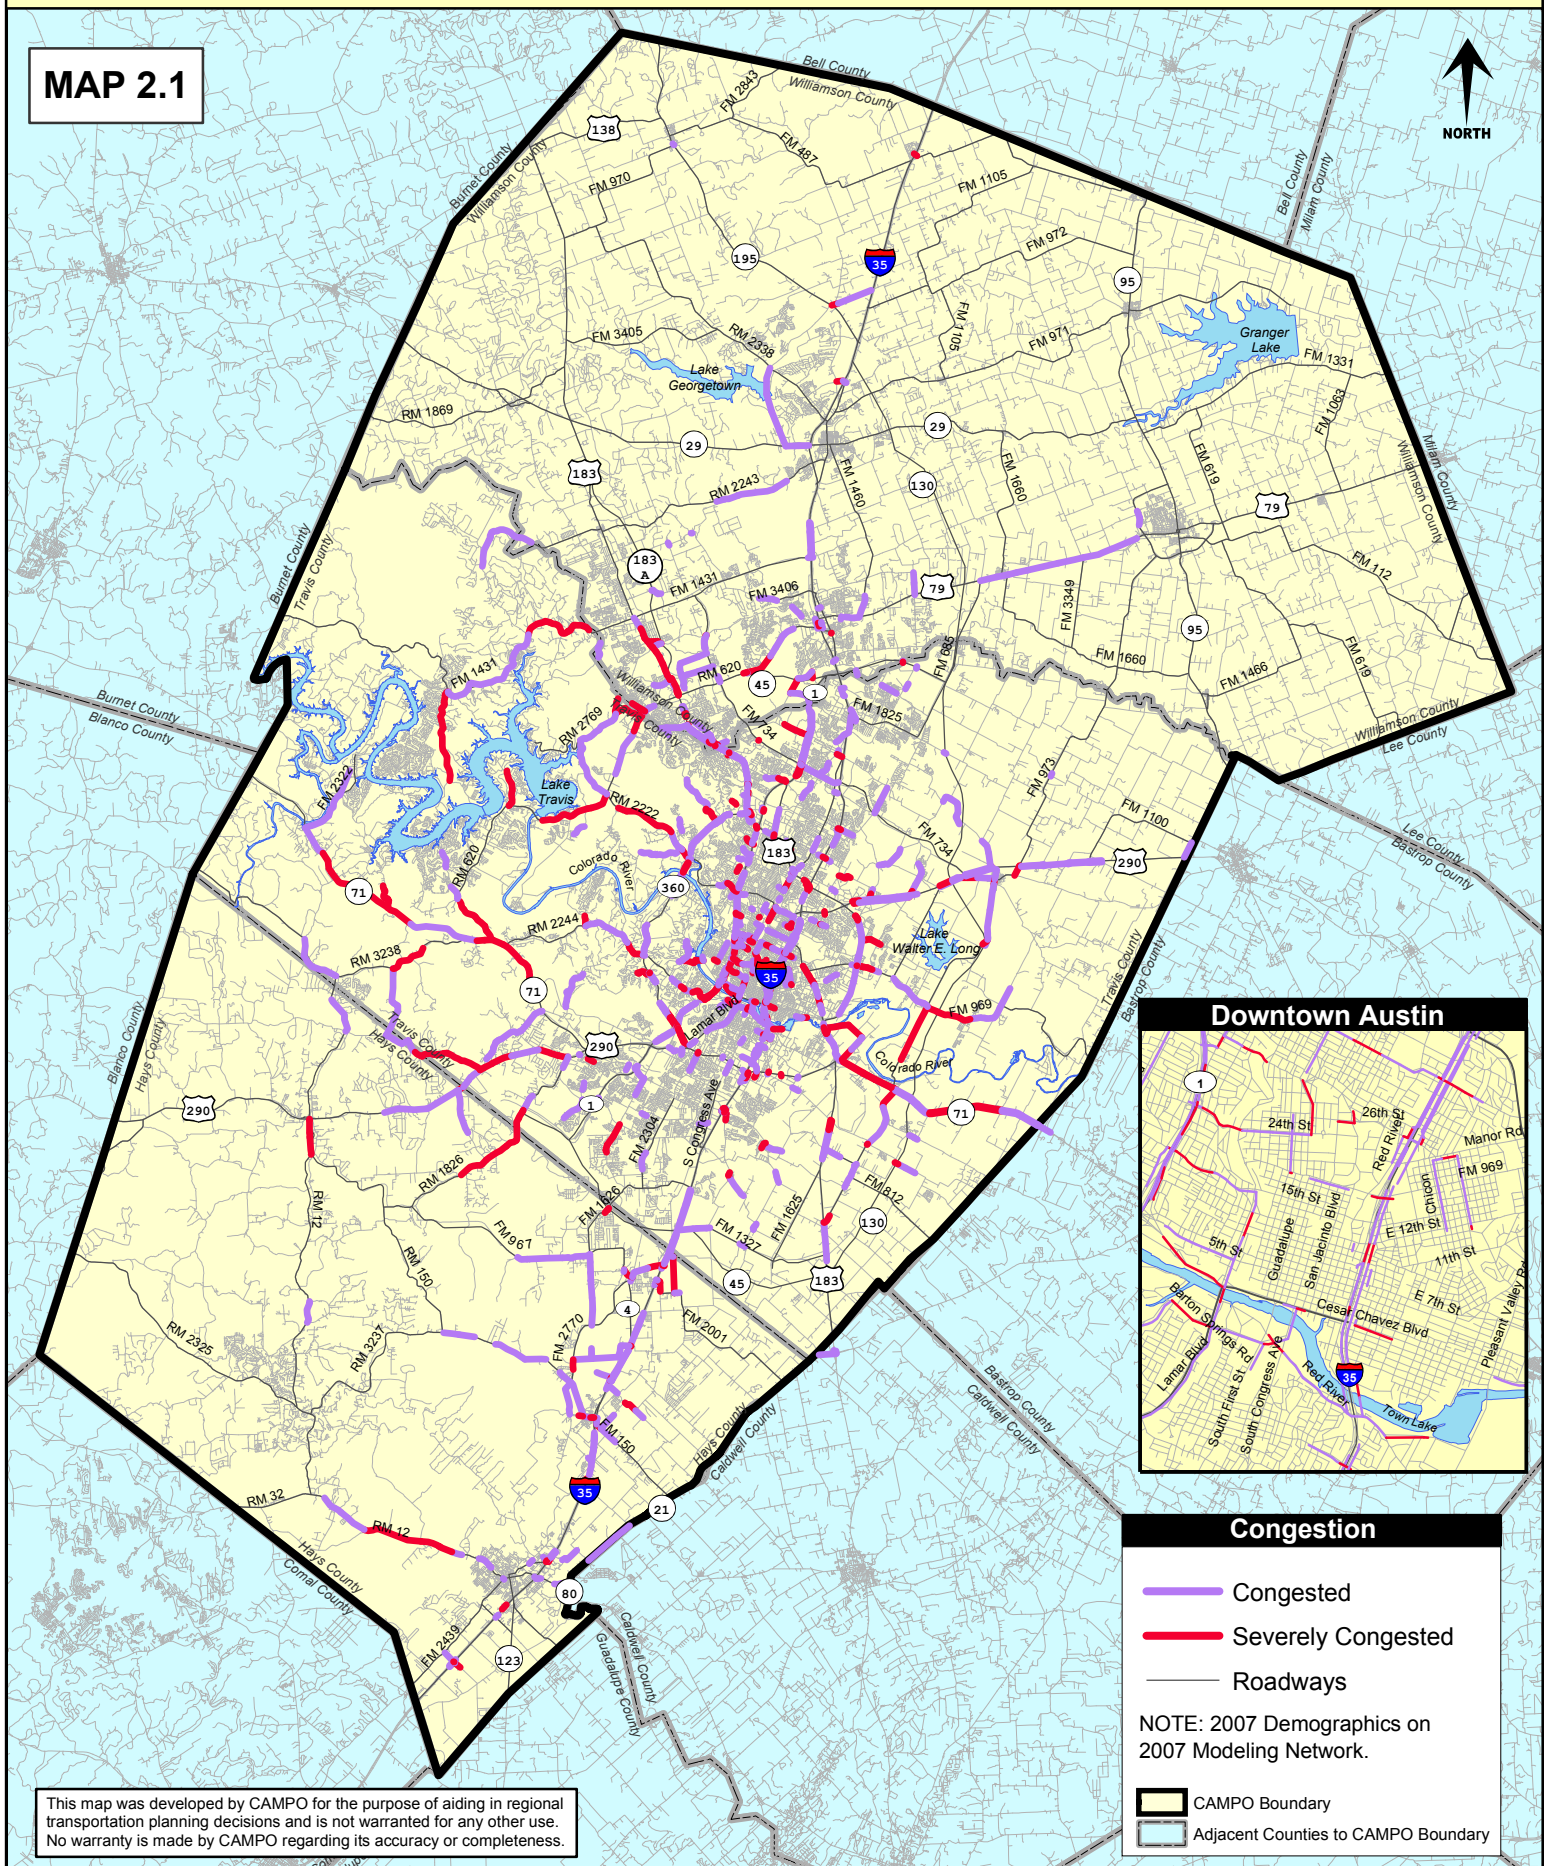 MAP 2.1
NORTH
Bell County
Williamson County
Bell County
Milam County
Burnet County
Williamson County
138
FM 2843
FM 487
FM 970
FM 1105
195
35
FM 972
95
FM 3405
RM 2338
Lake
Georgetown
FM 1105
FM 971
Granger
Lake
FM 1331
FM 1063
RM 1869
29
29
183
RM 2243
FM 1460
130
FM 1660
FM 619
79
Milam County
Williamson County
Burnet County
Travis County
183
A
FM 1431
FM 3406
79
FM 3349
FM 112
95
FM 1660
FM 619
FM 1466
FM 685
FM 1431
RM 620
45
1
Williamson County
Travis County
FM 734
FM 1825
Burnet County
Blanco County
Williamson County
Lee County
RM 2769
FM 2322
Lake
Travis
RM 2222
FM 973
FM 1100
FM 734
183
290
Lee County
Bastrop County
71
RM 620
Colorado River
360
RM 2244
RM 3238
Lake
Walter E. Long
35
71
Lamar Blvd
FM 969
Travis County
Bastrop County
Travis County
Hays County
Blanco County
Hays County
290
290
Colorado River
71
1
S Congress Ave
FM 2304
RM 1826
FM 1626
FM 812
RM 12
FM 967
FM 1327
FM 1625
130
RM 150
45
183
4
FM 2001
RM 2325
RM 3237
FM 2770
FM 150
Hays County
Caldwell County
Bastrop County
Caldwell County
35
21
RM 32
RM 12
Hays County
Comal County
80
Caldwell County
Guadalupe County
FM 2439
123
Downtown Austin
1
26th St
24th St
Red River
Manor Rd
FM 969
15th St
Chicon
E 12th St
11th St
5th St
Guadalupe
San Jacinto Blvd
E 7th St
Cesar Chavez Blvd
Pleasant Valley Rd
Barton Springs Rd
Lamar Blvd
South First St
South Congress Ave
Red River
35
Town Lake
Congestion
Congested
Severely Congested
Roadways
NOTE: 2007 Demographics on
2007 Modeling Network.
CAMPO Boundary
Adjacent Counties to CAMPO Boundary
This map was developed by CAMPO for the purpose of aiding in regional
transportation planning decisions and is not warranted for any other use.
No warranty is made by CAMPO regarding its accuracy or completeness.